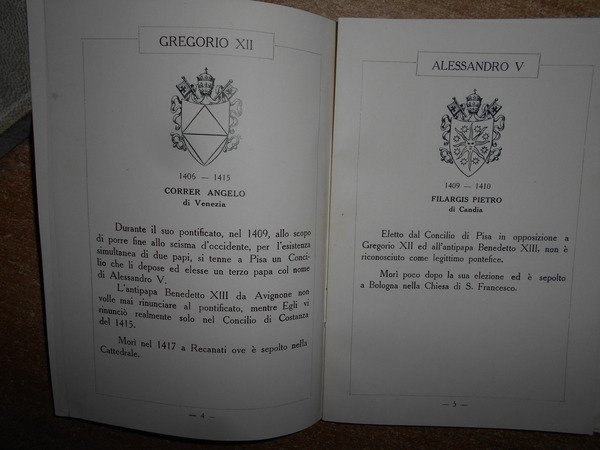 GREGORIO XII
1406 — 1415
CORRER ANGELO
di Venezia
Durante il suo pontificato, nel 1409, allo scopo
di porre fine allo scisma d'occidente, per l'esistenza
simultanea di due papi, si tenne a Pisa un Conci-
lio che li depose ed elesse un terzo papa col nome
di Alessandro V.
L'antipapa Benedetto XIII da Avignone non
volle mai rinunciare al pontificato, mentre Egli vi
rinunciò realmente solo nel Concilio di Costanza
del 1415.
Morì nel 1417 a Recanati ove è sepolto nella
Cattedrale.
— 4 —
ALESSANDRO V
1409 — 1410
FILARGIS PIETRO
di Candia
Eletto dal Concilio di Pisa in opposizione a
Gregorio XII ed all'antipapa Benedetto XIII, non è
riconosciuto come legittimo pontefice.
Morì poco dopo la sua elezione ed è sepolto
a Bologna nella Chiesa di S. Francesco.
— 5 —